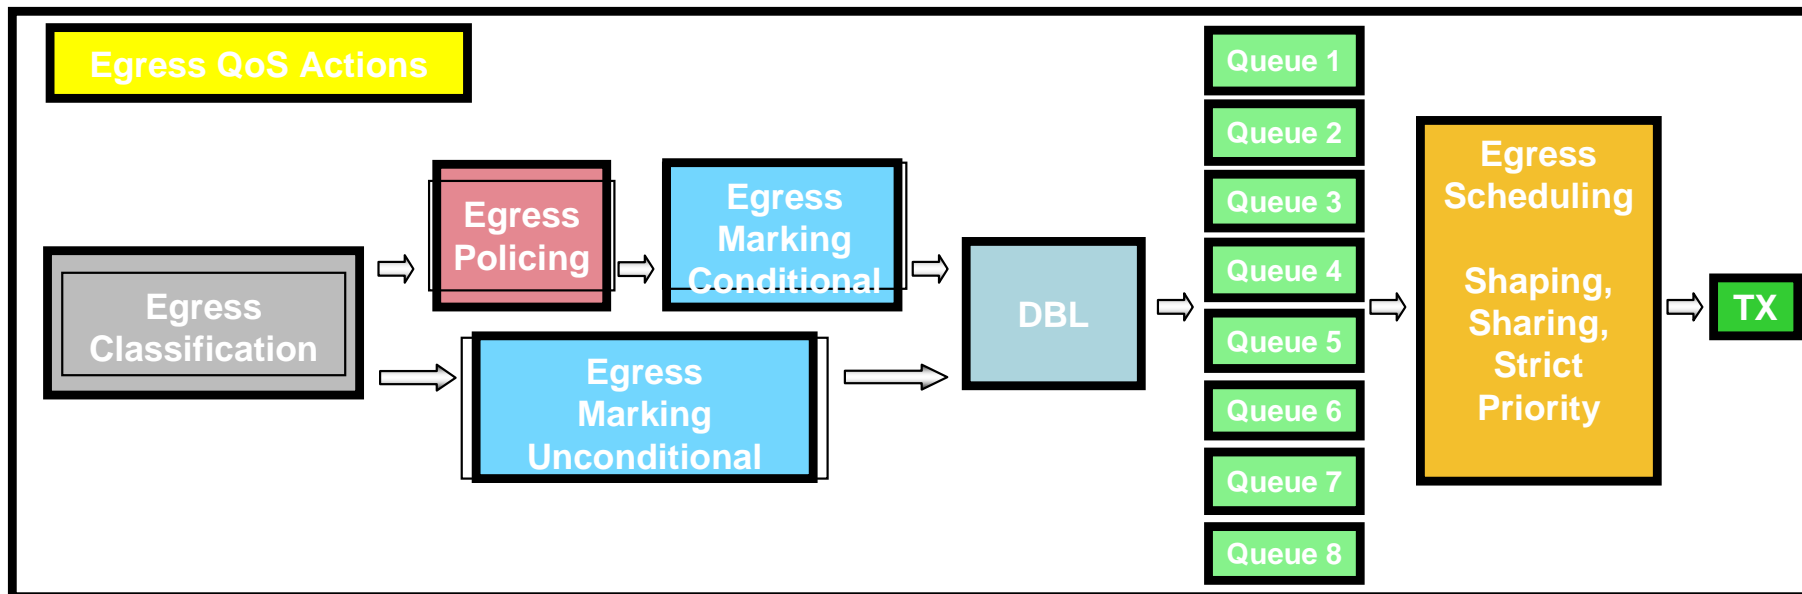 Egress QoS Actions
Egress
Classification
Egress
Policing
Egress
Marking
Conditional
Egress
Marking
Unconditional
DBL
Queue 1
Queue 2
Queue 3
Queue 4
Queue 5
Queue 6
Queue 7
Queue 8
Egress
Scheduling
Shaping,
Sharing,
Strict
Priority
TX